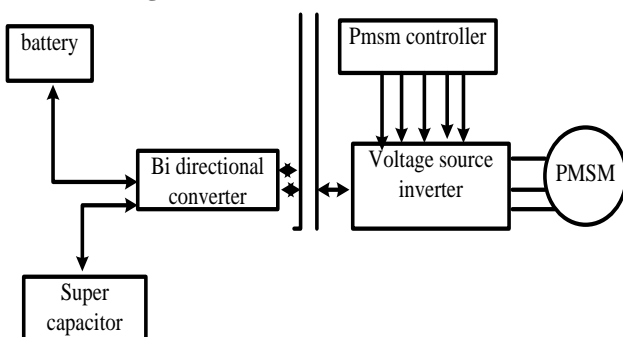 battery
Pmsm controller
Bi directional
converter
Voltage source
inverter
PMSM
Super
capacitor